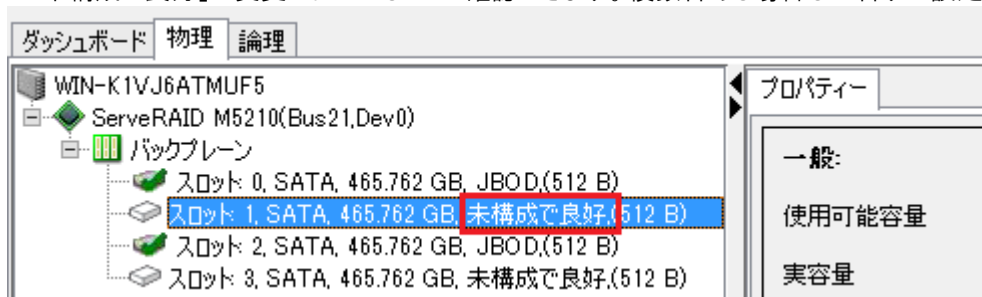 ダッシュボード 物理 論理
WIN-K1VJ6ATMUF5
ServeRAID M5210(Bus21,Dev0)
バックプレーン
スロット: 0, SATA, 465.762 GB, JBOD,(512 B)
スロット: 1, SATA, 465.762 GB, 未構成で良好,(512 B)
スロット: 2, SATA, 465.762 GB, JBOD,(512 B)
スロット: 3, SATA, 465.762 GB, 未構成で良好,(512 B)
プロパティー
一般:
使用可能容量
実容量